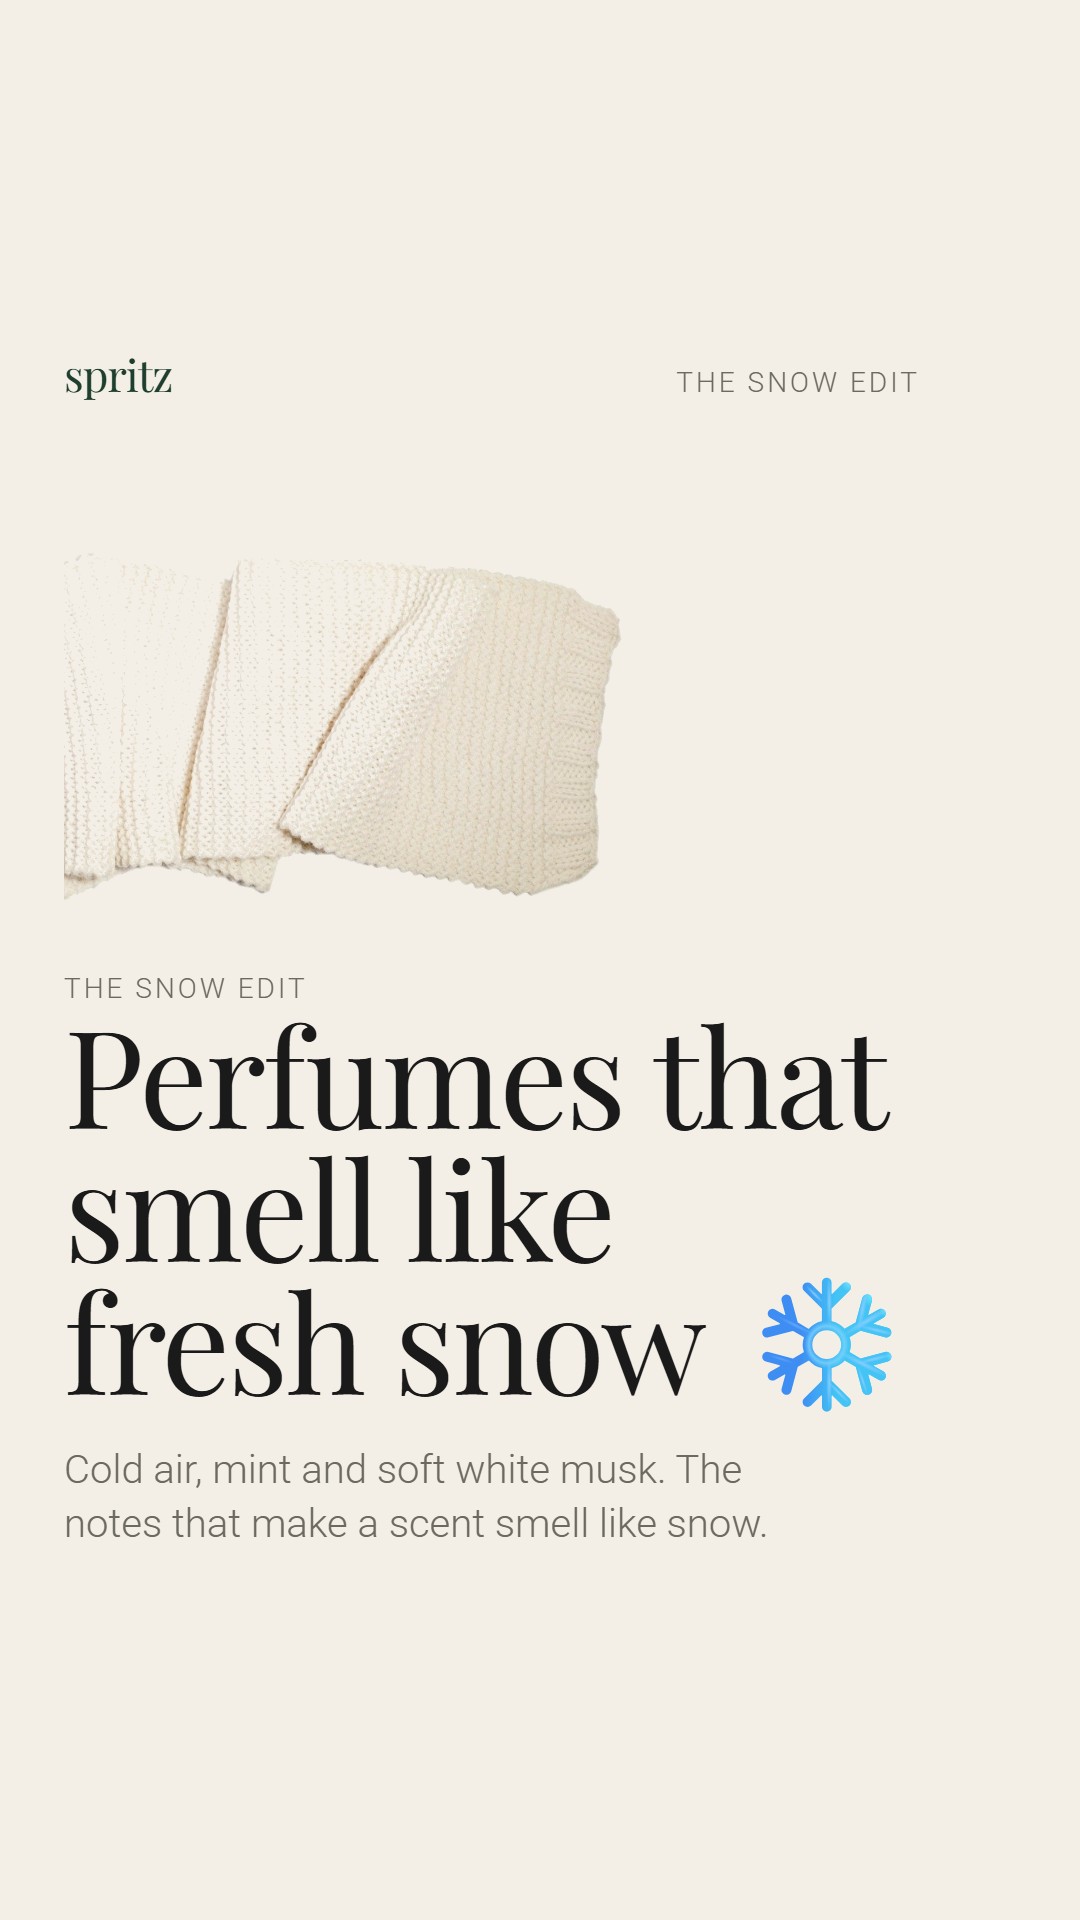 spritz
THE SNOW EDIT
THE SNOW EDIT
Perfumes that
smell like
fresh snow ❄️
Cold air, mint and soft white musk. The
notes that make a scent smell like snow.